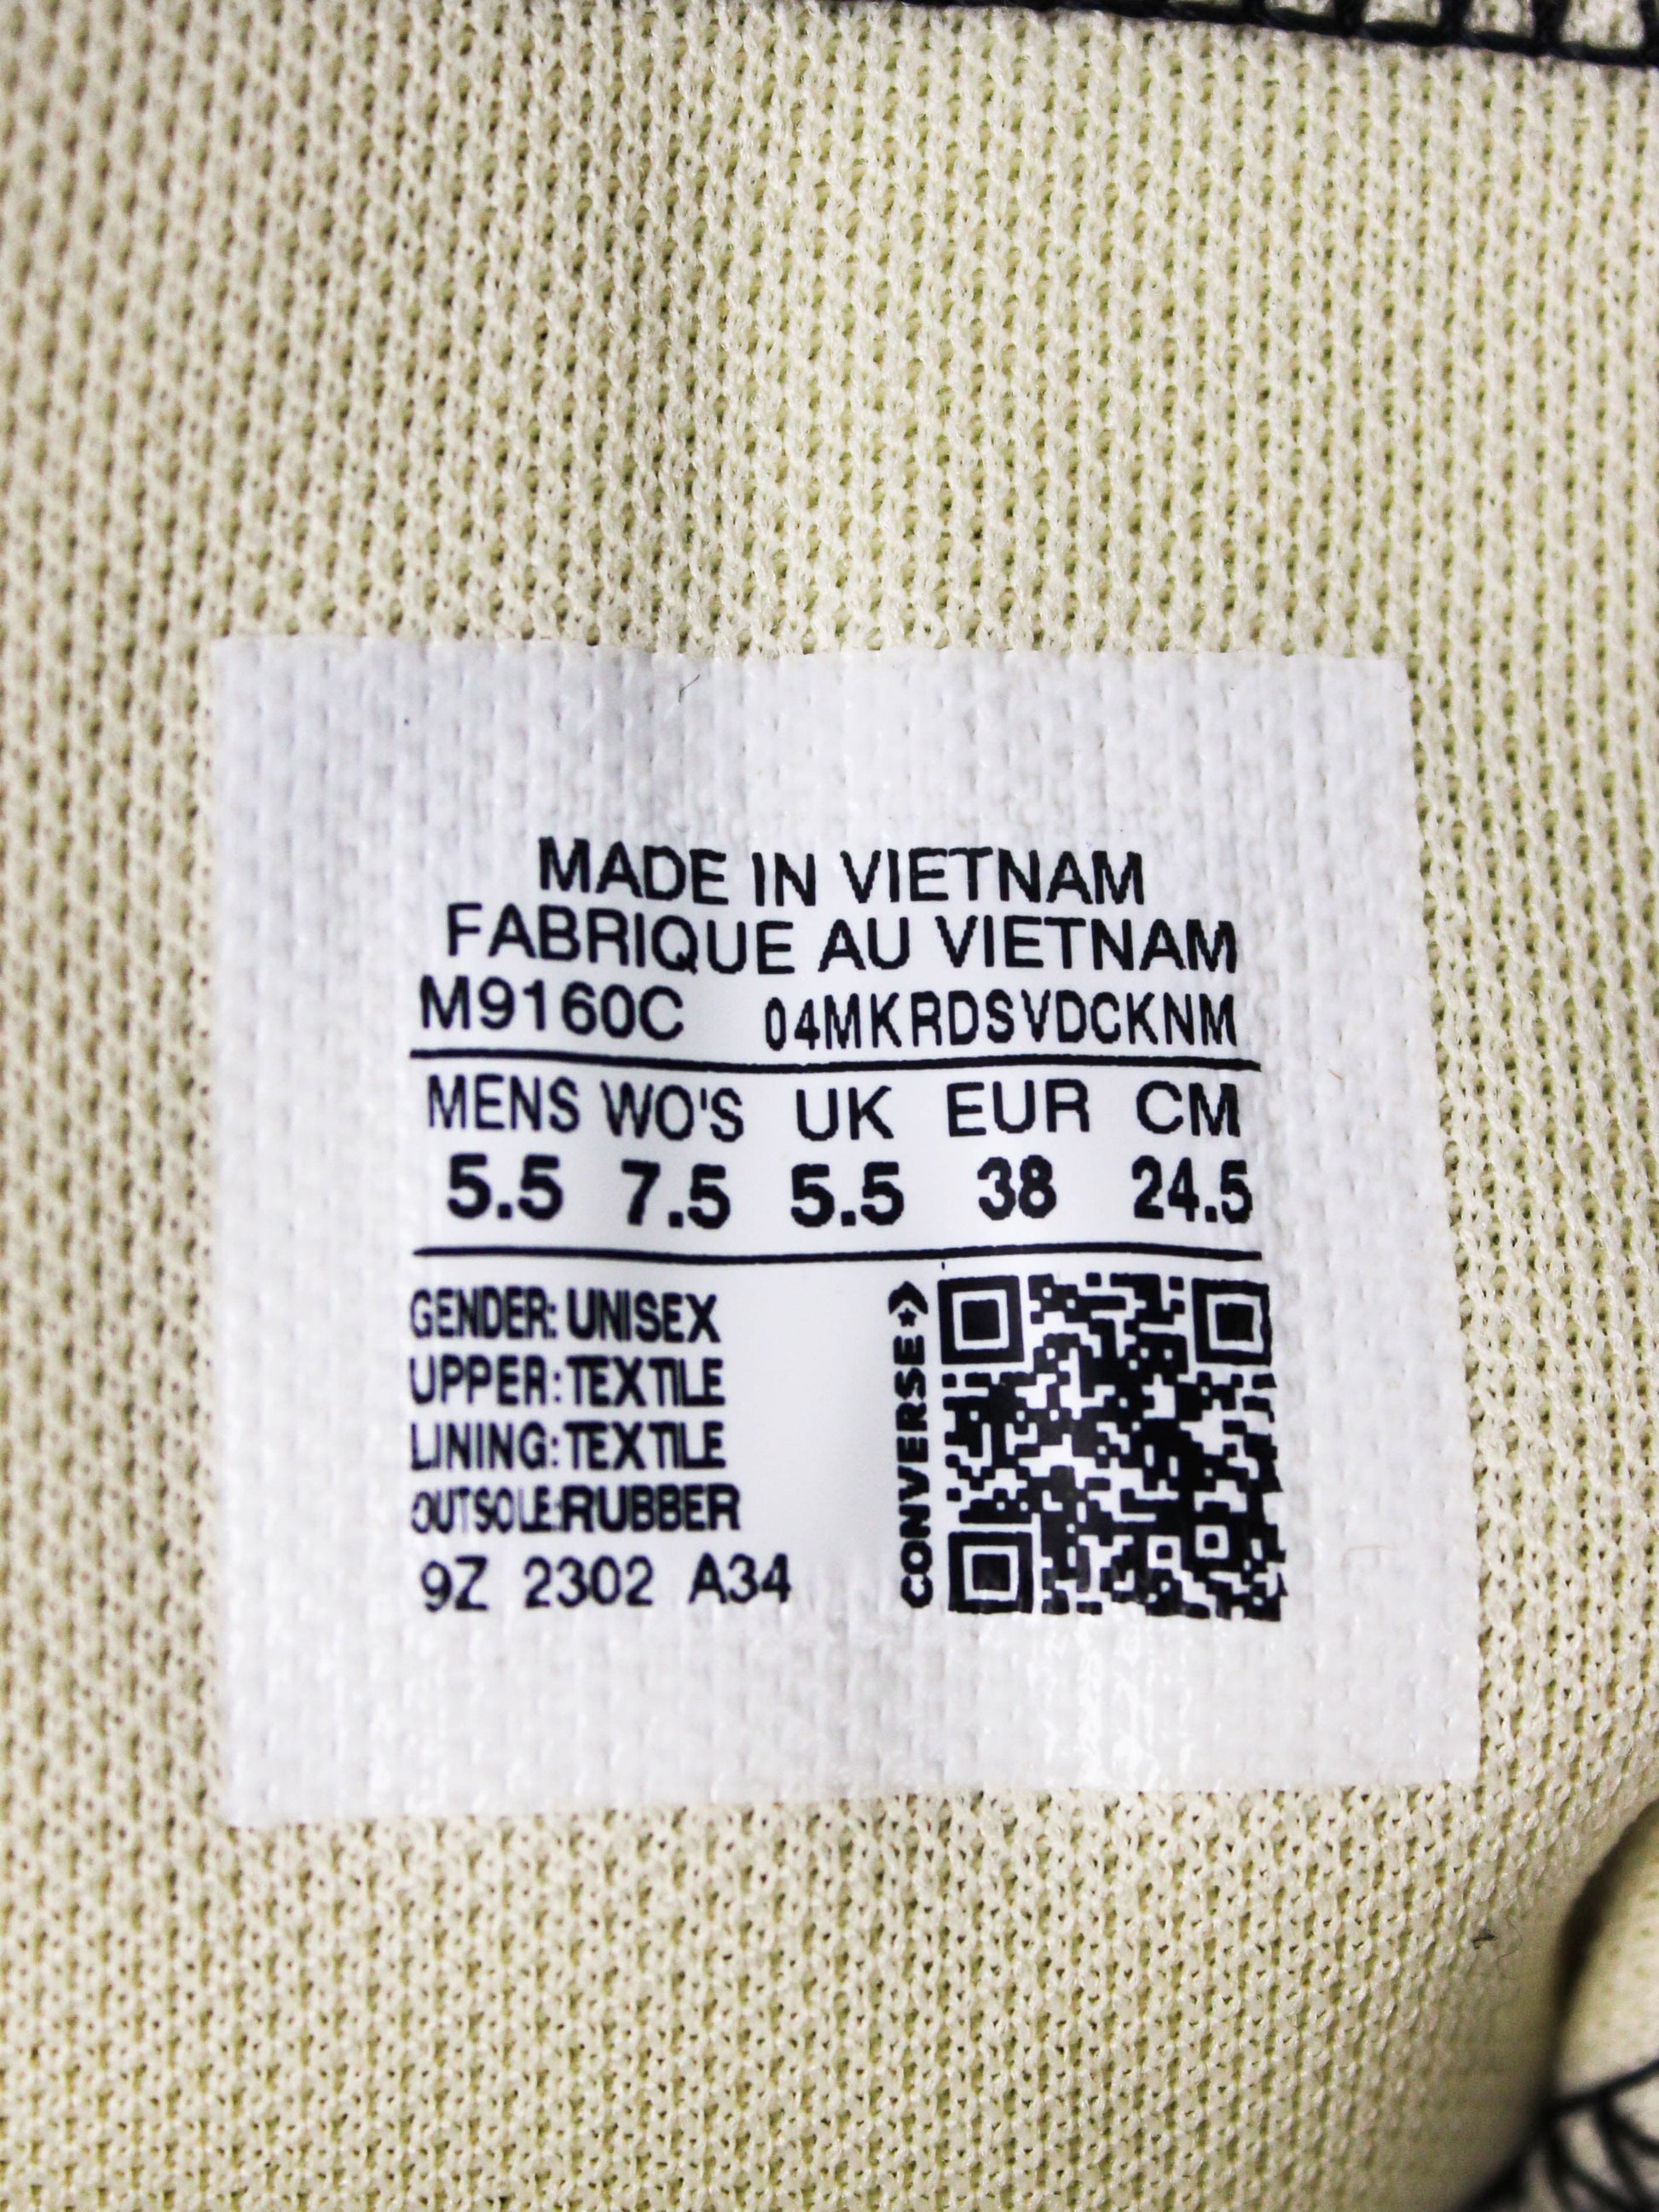 MADE IN VIETNAM
FABRIQUE AU VIETNAM
M9160C 04MKRDSVDCKNM
MENS WO'S UK EUR CM
5.5 7.5 5.5 38 24.5
GENDER: UNISEX
UPPER: TEXTILE
LINING: TEXTILE
OUTSOLE:RUBBER
9Z 2302 A34
CONVERSE